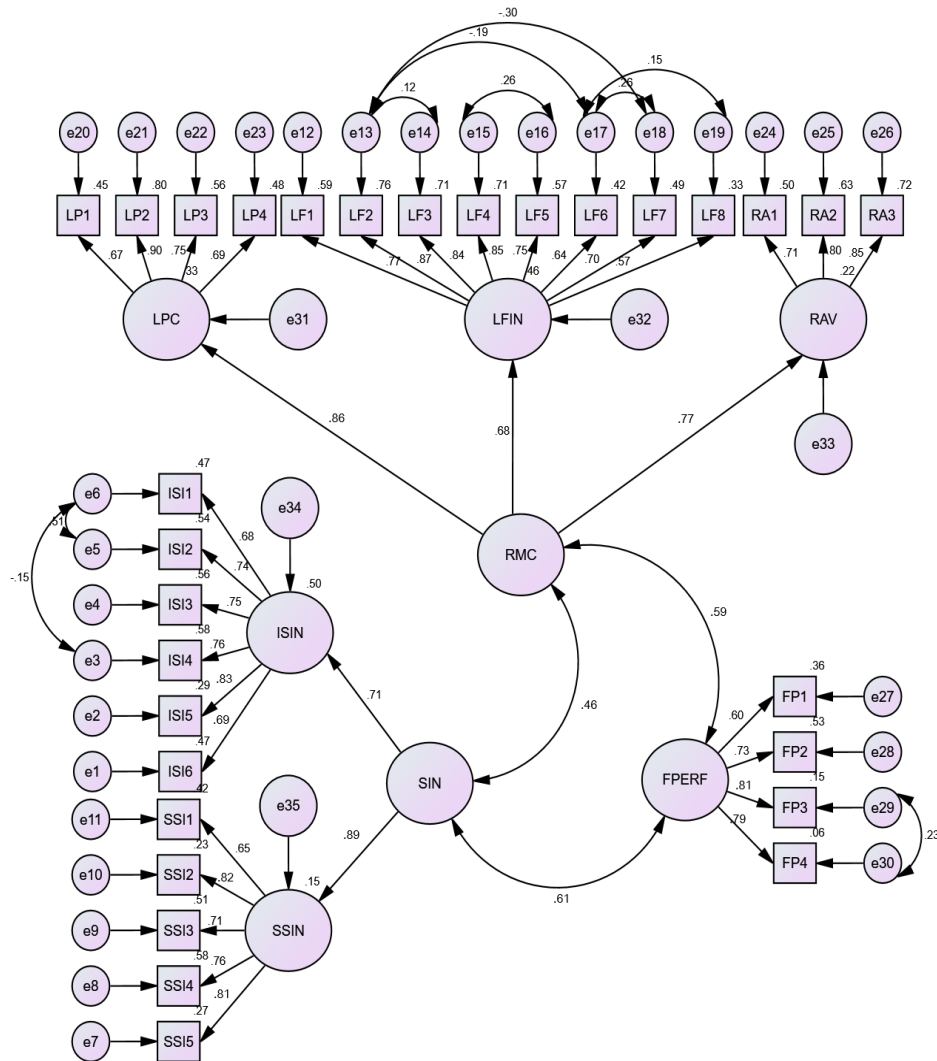 -.30
-.19
.15
.12 .26 .26
e20 e21 e22 e23 e12 e13 e14 e15 e16 e17 e18 e19 e24 e25 e26
.45 .80 .56 .48 .59 .76 .71 .71 .57 .42 .49 .33 .50 .63 .72
LP1 LP2 LP3 LP4 LF1 LF2 LF3 LF4 LF5 LF6 LF7 LF8 RA1 RA2 RA3
.67 .90 .75 .69 .77 .87 .84 .85 .75 .64 .70 .57 .71 .80 .85
.33 .46 .22
LPC e31 LFIN e32 RAV
.86 .68 .77
e33
.47
e6 ISI1 e34
.51 .54 .68
e5 ISI2 RMC
-.15 .56 .74 .50
e4 ISI3 .75 ISIN .59
.58 .76
e3 ISI4
.29 .83 .36
e2 ISI5 .69 .71 .46 .60 FP1 e27
.47 .53
e1 ISI6 SIN FPERF .73 FP2 e28
.42 .81 .15
e11 SSI1 e35 FP3 e29
.23 .65 .89 .79 .06 .23
e10 SSI2 .82 FP4 e30
.51 .15 .61
e9 SSI3 .71 SSIN
.58 .76
e8 SSI4
.27 .81
e7 SSI5